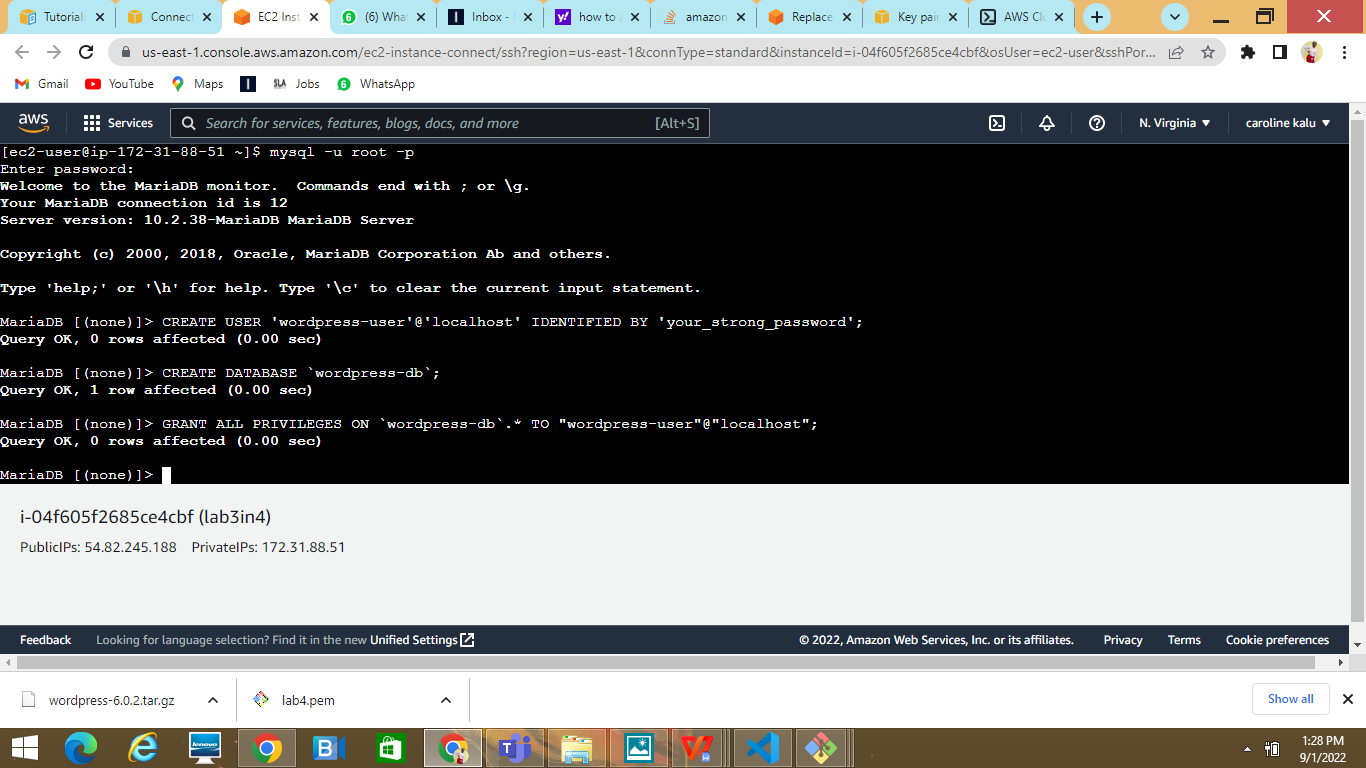 Tutorial: Connect EC2 Inst (6) Wha Inbox - how to a amazon Replace Key pair AWS Clo
us-east-1.console.aws.amazon.com/ec2-instance-connect/ssh?region=us-east-1&connType=standard&instanceId=i-04f605f2685ce4cbf&osUser=ec2-user&sshPor...
Gmail YouTube Maps SLA Jobs WhatsApp
aws Services Search for services, features, blogs, docs, and more [Alt+S] N. Virginia caroline kalu
[ec2-user@ip-172-31-88-51 ~]$ mysql -u root -p
Enter password:
Welcome to the MariaDB monitor.  Commands end with ; or \g.
Your MariaDB connection id is 12
Server version: 10.2.38-MariaDB MariaDB Server
Copyright (c) 2000, 2018, Oracle, MariaDB Corporation Ab and others.
Type 'help;' or '\h' for help. Type '\c' to clear the current input statement.
MariaDB [(none)]> CREATE USER 'wordpress-user'@'localhost' IDENTIFIED BY 'your_strong_password';
Query OK, 0 rows affected (0.00 sec)
MariaDB [(none)]> CREATE DATABASE `wordpress-db`;
Query OK, 1 row affected (0.00 sec)
MariaDB [(none)]> GRANT ALL PRIVILEGES ON `wordpress-db`.* TO "wordpress-user"@"localhost";
Query OK, 0 rows affected (0.00 sec)
MariaDB [(none)]>
i-04f605f2685ce4cbf (lab3in4)
PublicIPs: 54.82.245.188 PrivateIPs: 172.31.88.51
Feedback Looking for language selection? Find it in the new Unified Settings © 2022, Amazon Web Services, Inc. or its affiliates. Privacy Terms Cookie preferences
wordpress-6.0.2.tar.gz lab4.pem Show all
lenovo
1:28 PM
9/1/2022